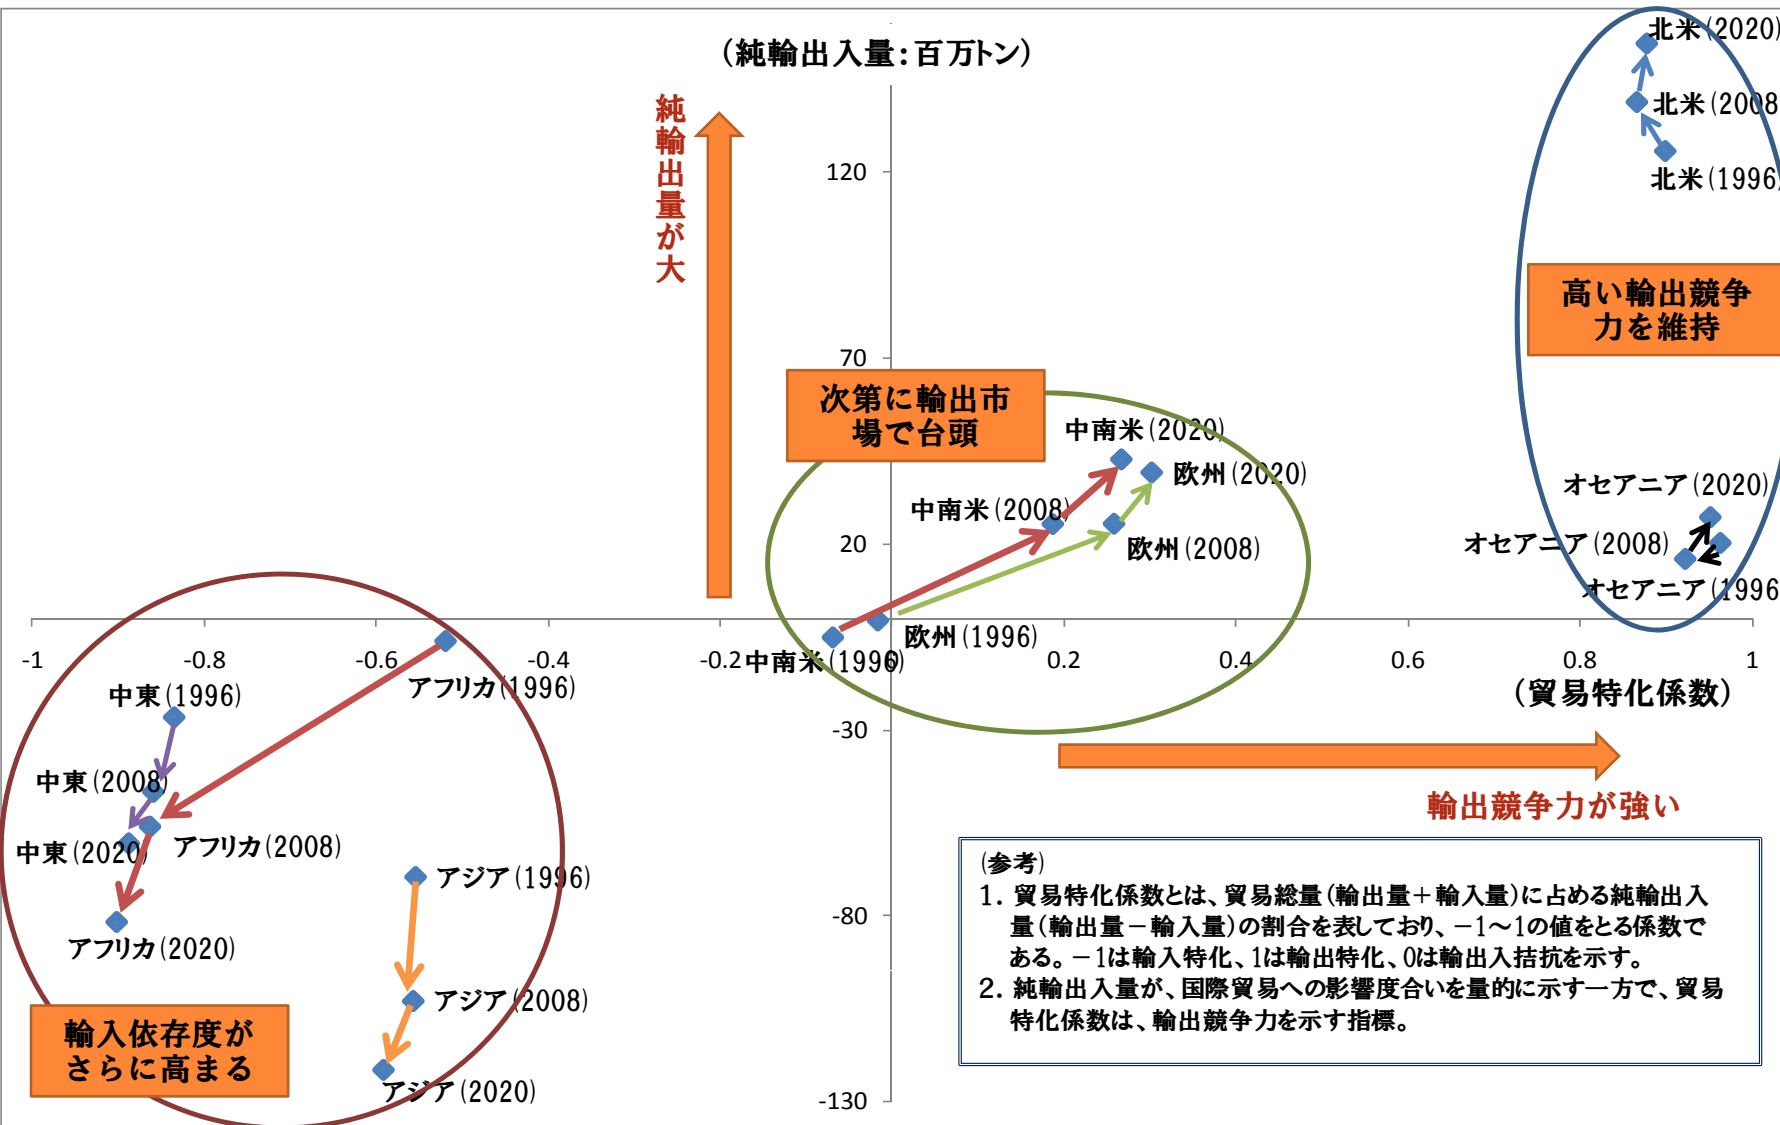 (純輸出入量:百万トン)
純輸出量が大
北米(2020)
北米(2008
北米(1996)
120
高い輸出競争
力を維持
70
次第に輸出市
場で台頭
中南米(2020)
欧州(2020)
中南米(2008)
欧州(2008)
20
オセアニア(2020)
オセアニア(2008)
オセアニア(1996
欧州(1996)
中南米(1996)
-1
-0.8
-0.6
-0.4
-0.2
0
0.2
0.4
0.6
0.8
1
(貿易特化係数)
アフリカ(1996)
中東(1996)
-30
中東(2008)
輸出競争力が強い
中東(2020)
アフリカ(2008)
アジア(1996)
-80
アフリカ(2020)
アジア(2008)
輸入依存度が
さらに高まる
アジア(2020)
-130
(参考)
1. 貿易特化係数とは、貿易総量(輸出量+輸入量)に占める純輸出入
量(輸出量-輸入量)の割合を表しており、-1~1の値をとる係数で
ある。-1は輸入特化、1は輸出特化、0は輸出入拮抗を示す。
2. 純輸出入量が、国際貿易への影響度合いを量的に示す一方で、貿易
特化係数は、輸出競争力を示す指標。